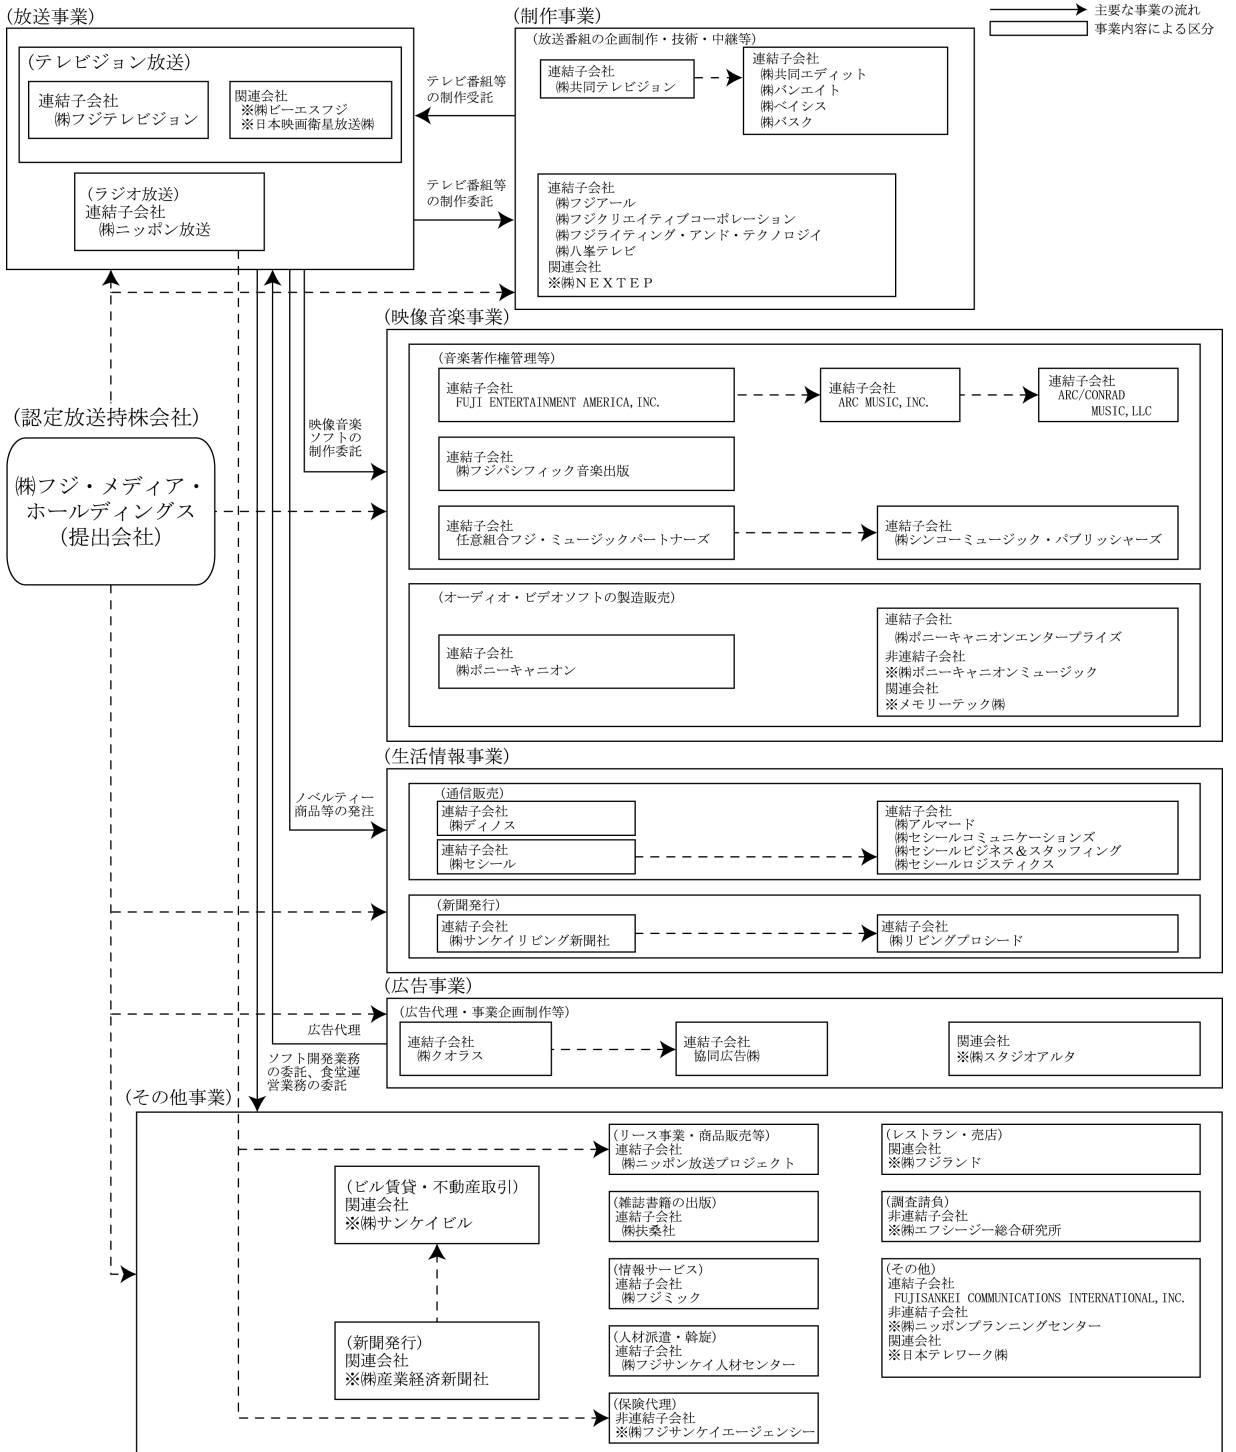 主要な事業の流れ
事業内容による区分
(放送事業)
(テレビジョン放送)
連結子会社
㈱フジテレビジョン
関連会社
※㈱ビーエスフジ
※日本映画衛星放送㈱
(ラジオ放送)
連結子会社
㈱ニッポン放送
テレビ番組等
の制作受託
テレビ番組等
の制作委託
(制作事業)
(放送番組の企画制作・技術・中継等)
連結子会社
㈱共同テレビジョン
連結子会社
㈱共同エディット
㈱バンエイト
㈱ベイシス
㈱バスク
連結子会社
㈱フジアール
㈱フジクリエイティブコーポレーション
㈱フジライティング・アンド・テクノロジイ
㈱八峯テレビ
関連会社
※㈱ＮＥＸＴＥＰ
(認定放送持株会社)
㈱フジ・メディア・
ホールディングス
(提出会社)
映像音楽
ソフトの
制作委託
(映像音楽事業)
(音楽著作権管理等)
連結子会社
FUJI ENTERTAINMENT AMERICA,INC.
連結子会社
ARC MUSIC,INC.
連結子会社
ARC/CONRAD
MUSIC,LLC
連結子会社
㈱フジパシフィック音楽出版
連結子会社
任意組合フジ・ミュージックパートナーズ
連結子会社
㈱シンコーミュージック・パブリッシャーズ
(オーディオ・ビデオソフトの製造販売)
連結子会社
㈱ポニーキャニオン
連結子会社
㈱ポニーキャニオンエンタープライズ
非連結子会社
※㈱ポニーキャニオンミュージック
関連会社
※メモリーテック㈱
ノベルティー
商品等の発注
(生活情報事業)
(通信販売)
連結子会社
㈱ディノス
連結子会社
㈱セシール
連結子会社
㈱アルマード
㈱セシールコミュニケーションズ
㈱セシールビジネス＆スタッフィング
㈱セシールロジスティクス
(新聞発行)
連結子会社
㈱サンケイリビング新聞社
連結子会社
㈱リビングプロシード
(広告事業)
広告代理
(広告代理・事業企画制作等)
連結子会社
㈱クオラス
連結子会社
協同広告㈱
関連会社
※㈱スタジオアルタ
ソフト開発業務
の委託、食堂運
営業務の委託
(その他事業)
(ビル賃貸・不動産取引)
関連会社
※㈱サンケイビル
(新聞発行)
関連会社
※㈱産業経済新聞社
(リース事業・商品販売等)
連結子会社
㈱ニッポン放送プロジェクト
(雑誌書籍の出版)
連結子会社
㈱扶桑社
(情報サービス)
連結子会社
㈱フジミック
(人材派遣・斡旋)
連結子会社
㈱フジサンケイ人材センター
(保険代理)
非連結子会社
※㈱フジサンケイエージェンシー
(レストラン・売店)
関連会社
※㈱フジランド
(調査請負)
非連結子会社
※㈱エフシージー総合研究所
(その他)
連結子会社
FUJISANKEI COMMUNICATIONS INTERNATIONAL,INC.
非連結子会社
※㈱ニッポンプランニングセンター
関連会社
※日本テレワーク㈱